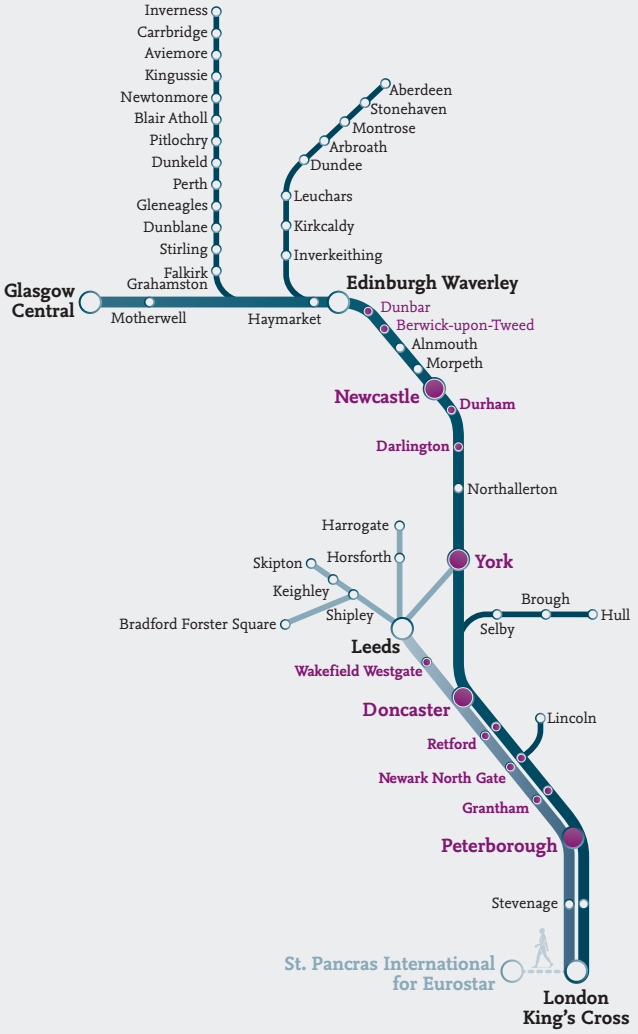 Inverness
Carrbridge
Aviemore
Kingussie
Newtonmore
Blair Atholl
Pitlochry
Dunkeld
Perth
Gleneagles
Dunblane
Stirling
Falkirk
Grahamston
Aberdeen
Stonehaven
Montrose
Arbroath
Dundee
Leuchars
Kirkcaldy
Inverkeithing
Glasgow
Central
Motherwell
Haymarket
Edinburgh Waverley
Dunbar
Berwick-upon-Tweed
Alnmouth
Morpeth
Newcastle
Durham
Darlington
Northallerton
Harrogate
Horsforth
Skipton
Keighley
Shipley
Bradford Forster Square
York
Leeds
Brough
Selby
Hull
Wakefield Westgate
Doncaster
Lincoln
Retford
Newark North Gate
Grantham
Peterborough
Stevenage
St. Pancras International
for Eurostar
London
King's Cross